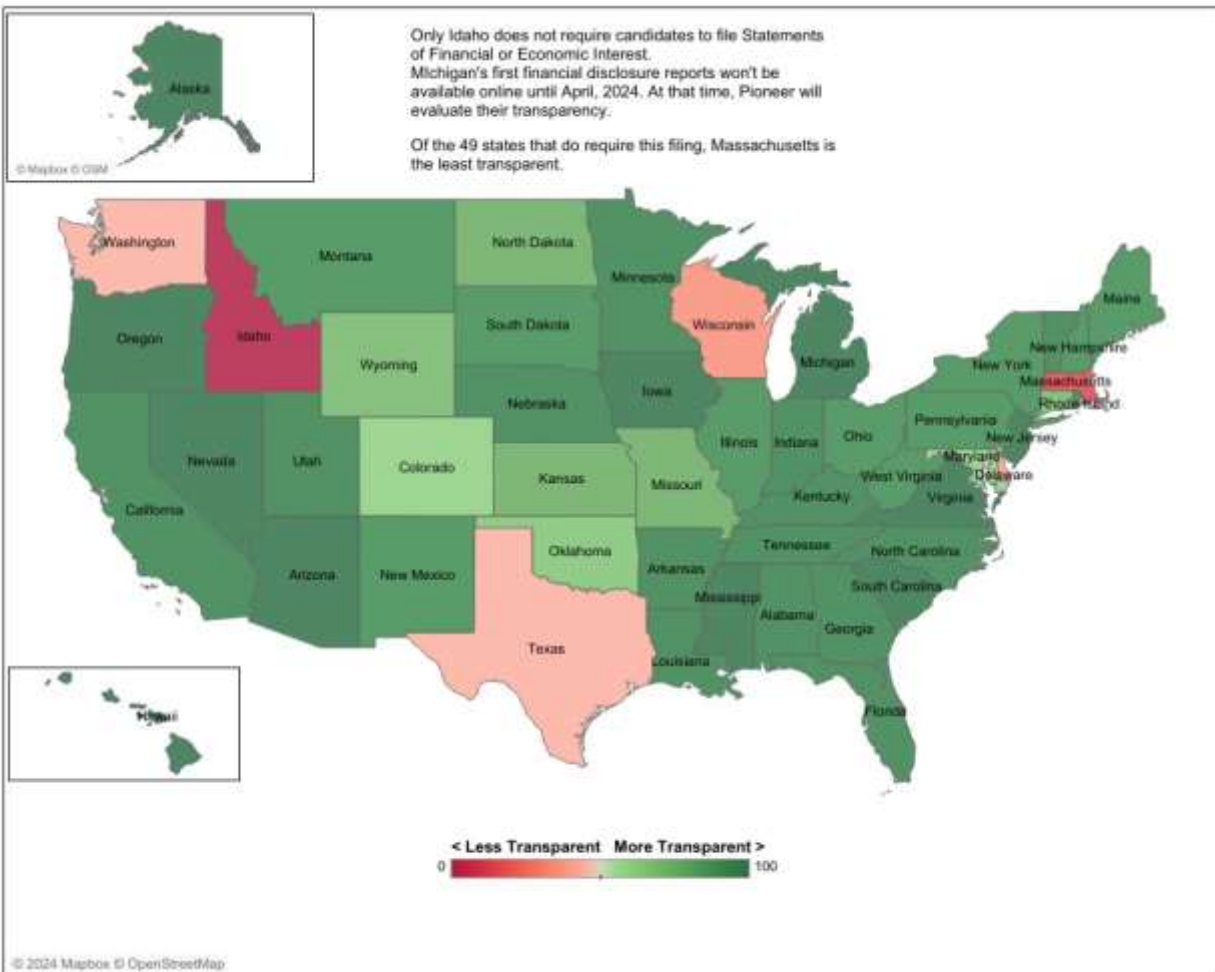 Only Idaho does not require candidates to file Statements
of Financial or Economic Interest.
MIchigan's first financial disclosure reports won't be
available online until April, 2024. At that time, Pioneer will
evaluate their transparency.
Of the 49 states that do require this filing, Massachusetts is
the least transparent.
Alaska
© Mapbox © OSM
Washington
Montana
North Dakota
Minnesota
Maine
Oregon
Idaho
Wyoming
South Dakota
Wisconsin
Michigan
New Hampshire
New York
Massachusetts
Rhode Island
Nebraska
Iowa
Pennsylvania
New Jersey
Nevada
Utah
Colorado
Kansas
Missouri
Illinois
Indiana
Ohio
Maryland
West Virginia
Delaware
Virginia
Kentucky
California
Arizona
New Mexico
Oklahoma
Arkansas
Tennessee
North Carolina
South Carolina
Mississippi
Alabama
Georgia
Texas
Louisiana
Florida
Hawaii
< Less Transparent More Transparent >
0 100
© 2024 Mapbox © OpenStreetMap